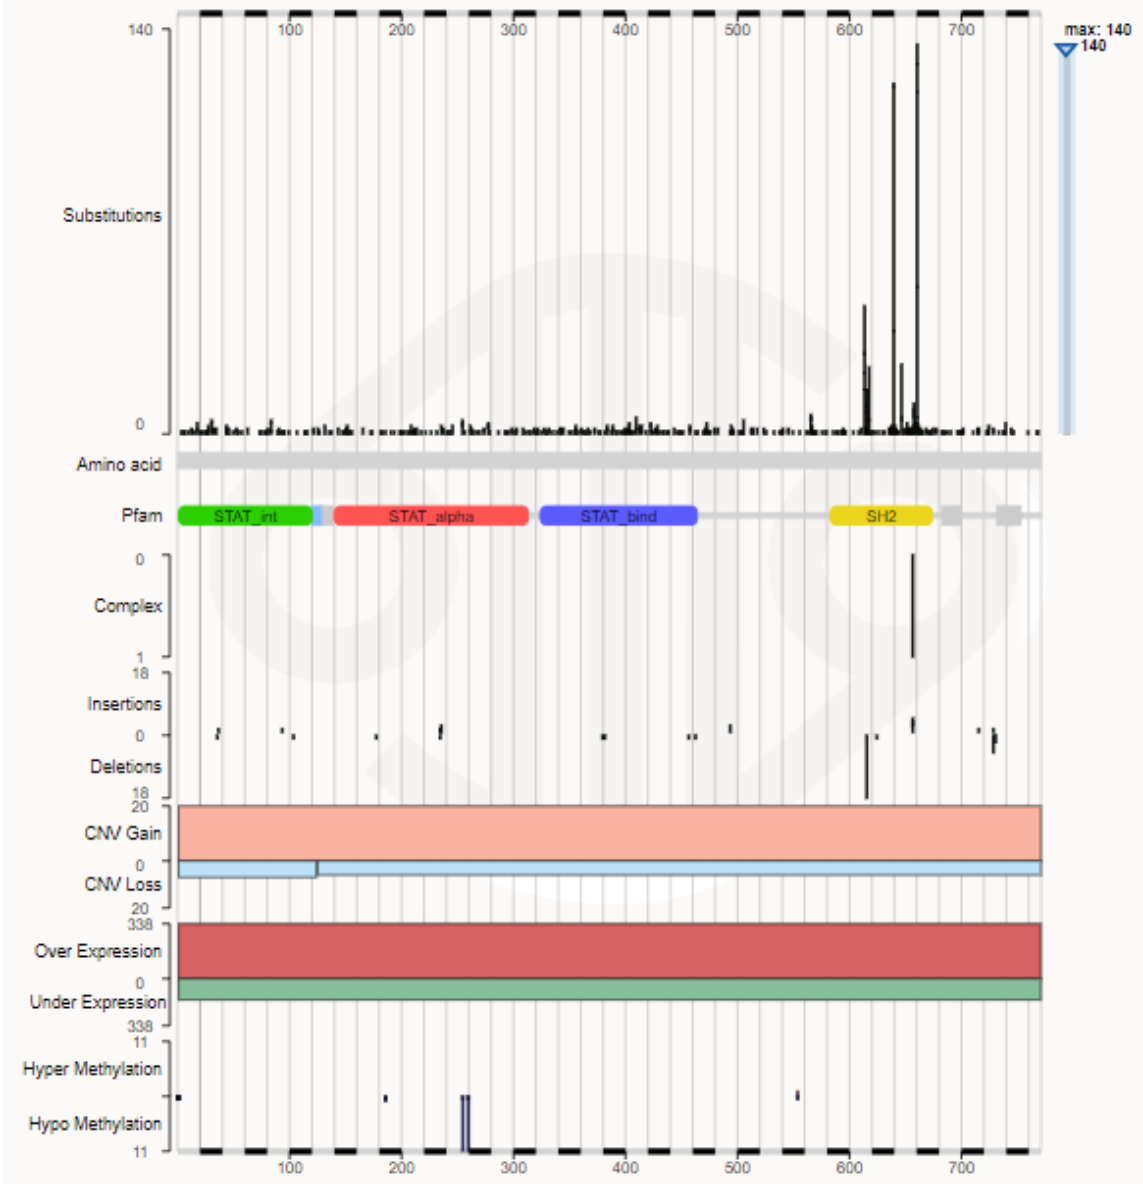 100 200 300 400 500 600 700
max: 140
140
140
Substitutions
0
Amino acid
Pfam
STAT_int STAT_alpha STAT_bind SH2
0
Complex
1
18
Insertions
0
Deletions
18
20
CNV Gain
0
CNV Loss
20
338
Over Expression
0
Under Expression
338
11
Hyper Methylation
Hypo Methylation
11
100 200 300 400 500 600 700